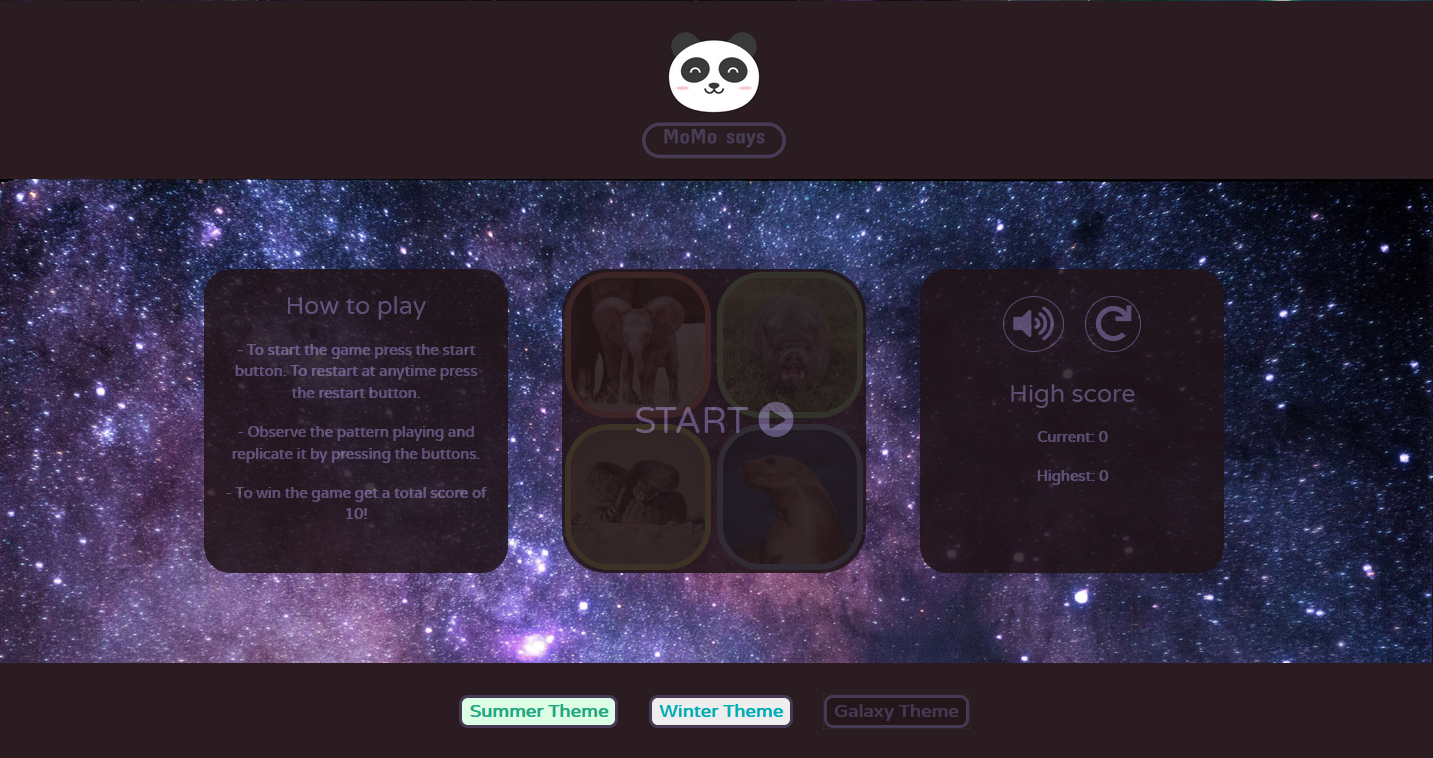 MoMo says
How to play
- To start the game press the start
button. To restart at anytime press
the restart button.
- Observe the pattern playing and
replicate it by pressing the buttons.
- To win the game get a total score of
10!
START
High score
Current: 0
Highest: 0
Summer Theme
Winter Theme
Galaxy Theme